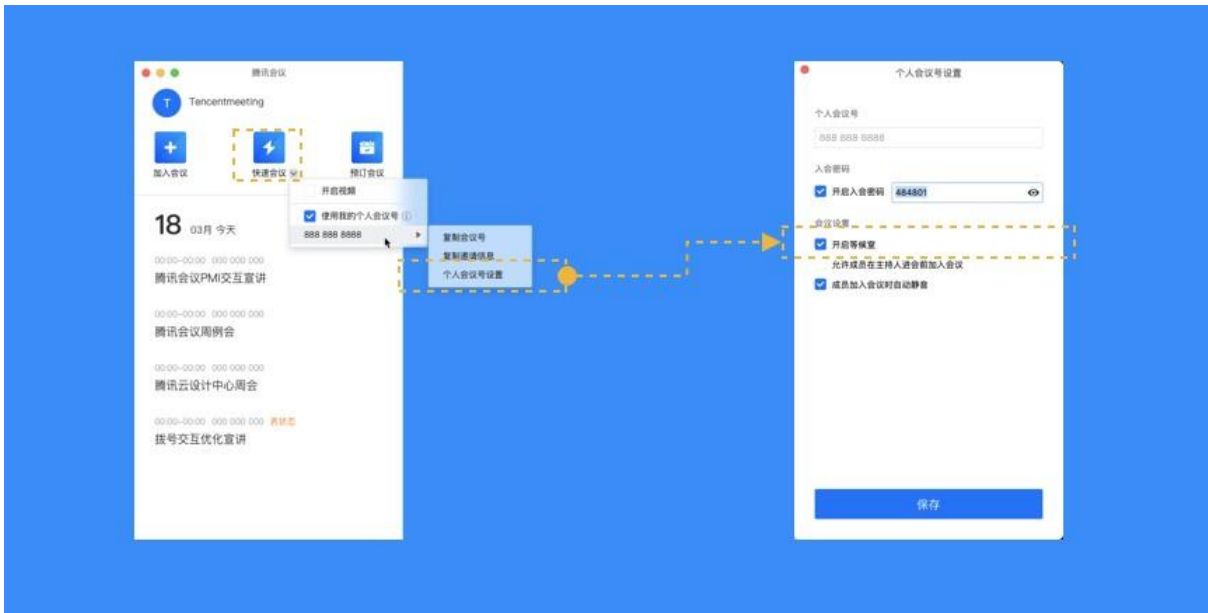 腾讯会议
T
Tencentmeeting
加入会议
快速会议
预订会议
开启视频
使用我的个人会议号
888 888 8888
复制会议号
复制邀请信息
个人会议号设置
18 03月 今天
00:00-00:00 000 000 000
腾讯会议PMI交互宣讲
00:00-00:00 000 000 000
腾讯会议周例会
00:00-00:00 000 000 000
腾讯云设计中心周会
00:00-00:00 000 000 000
拨号交互优化宣讲
个人会议号设置
个人会议号
888 888 8888
入会密码
开启入会密码 484801
会议设置
开启等候室
允许成员在主持人进会前加入会议
成员加入会议时自动静音
保存